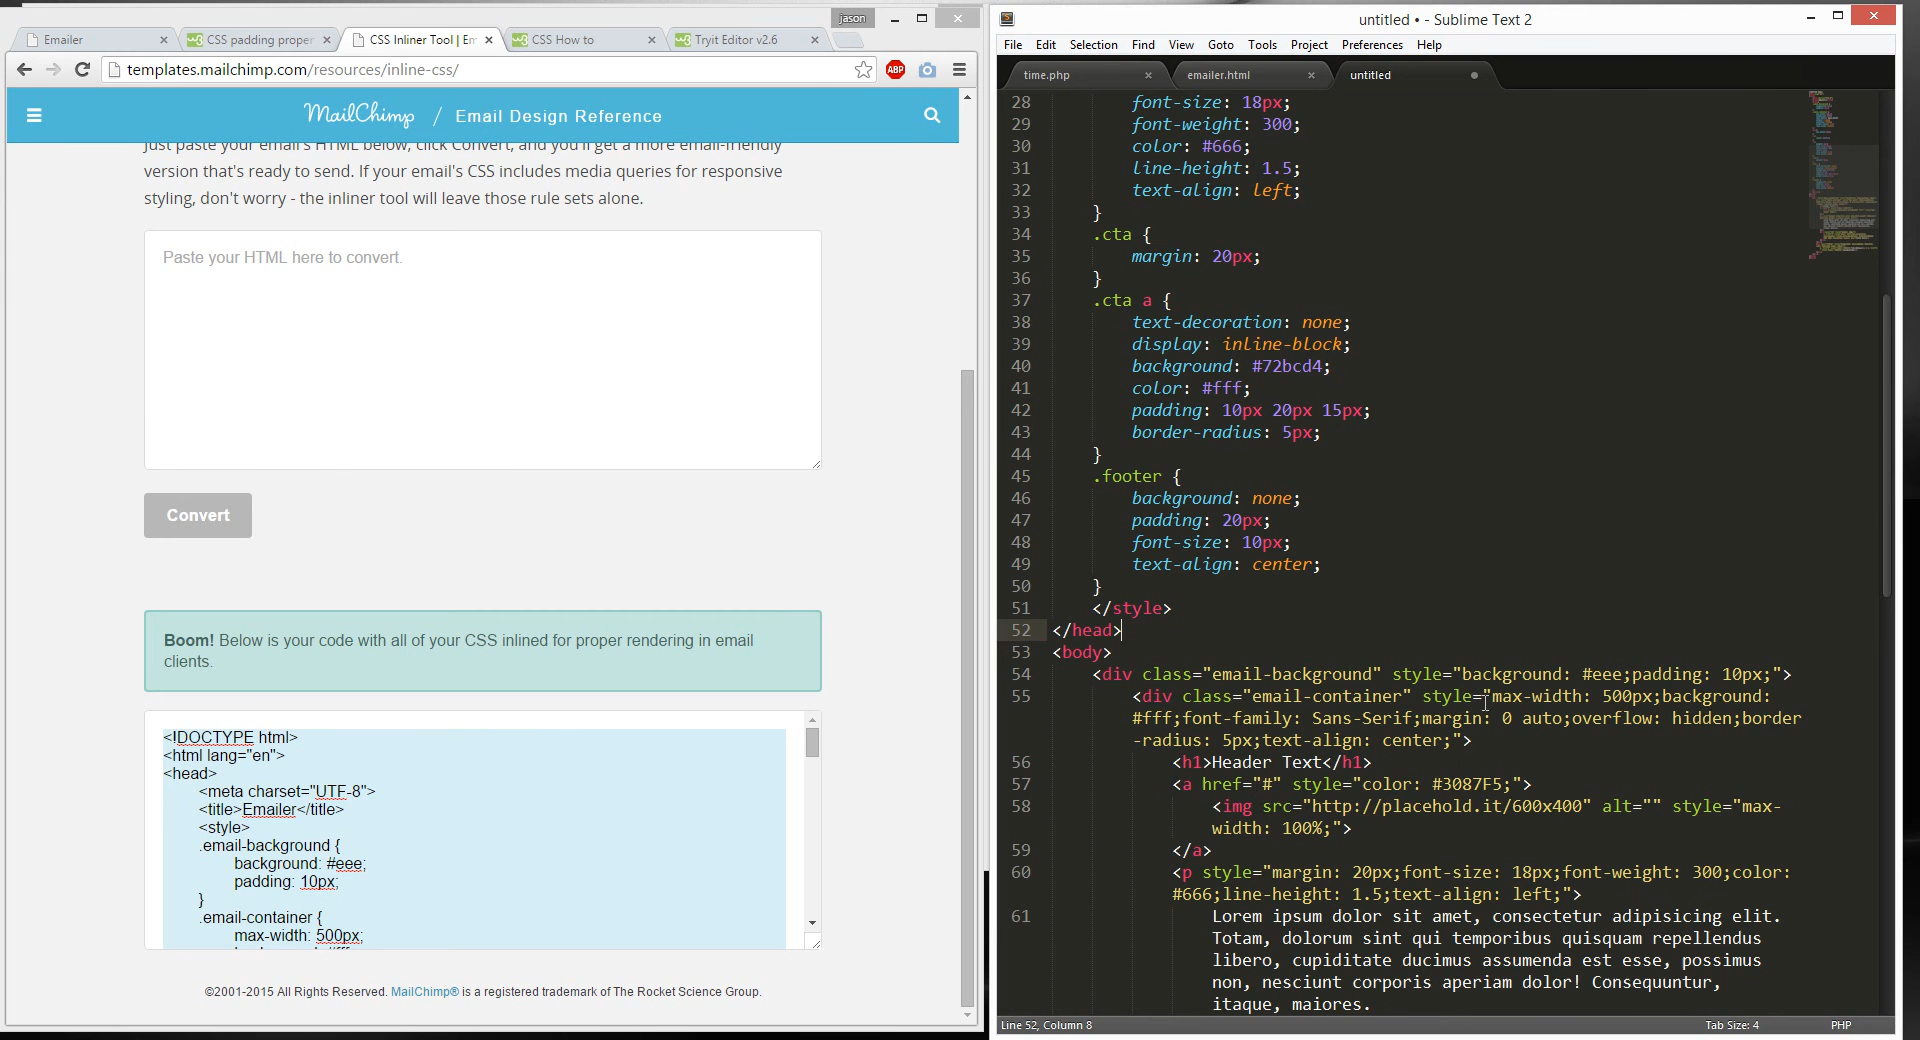 jason
Emailer
CSS padding proper
CSS Inliner Tool | Em
CSS How to
Tryit Editor v2.6
templates.mailchimp.com/resources/inline-css/
ABP
MailChimp / Email Design Reference
Just paste your email's HTML below, click Convert, and you'll get a more email-friendly
version that's ready to send. If your email's CSS includes media queries for responsive
styling, don't worry - the inliner tool will leave those rule sets alone.
Paste your HTML here to convert.
Convert
Boom! Below is your code with all of your CSS inlined for proper rendering in email
clients.
<!DOCTYPE html>
<html lang="en">
<head>
<meta charset="UTF-8">
<title>Emailer</title>
<style>
.email-background {
background: #eee;
padding: 10px;
}
.email-container {
max-width: 500px;
©2001-2015 All Rights Reserved. MailChimp® is a registered trademark of The Rocket Science Group.
untitled • - Sublime Text 2
File Edit Selection Find View Goto Tools Project Preferences Help
time.php
emailer.html
untitled
28 font-size: 18px;
29 font-weight: 300;
30 color: #666;
31 line-height: 1.5;
32 text-align: left;
33 }
34 .cta {
35 margin: 20px;
36 }
37 .cta a {
38 text-decoration: none;
39 display: inline-block;
40 background: #72bcd4;
41 color: #fff;
42 padding: 10px 20px 15px;
43 border-radius: 5px;
44 }
45 .footer {
46 background: none;
47 padding: 20px;
48 font-size: 10px;
49 text-align: center;
50 }
51 </style>
52 </head>
53 <body>
54 <div class="email-background" style="background: #eee;padding: 10px;">
55 <div class="email-container" style="max-width: 500px;background:
#fff;font-family: Sans-Serif;margin: 0 auto;overflow: hidden;border
-radius: 5px;text-align: center;">
56 <h1>Header Text</h1>
57 <a href="#" style="color: #3087F5;">
58 <img src="http://placehold.it/600x400" alt="" style="max-
width: 100%;">
59 </a>
60 <p style="margin: 20px;font-size: 18px;font-weight: 300;color:
#666;line-height: 1.5;text-align: left;">
61 Lorem ipsum dolor sit amet, consectetur adipisicing elit.
Totam, dolorum sint qui temporibus quisquam repellendus
libero, cupiditate ducimus assumenda est esse, possimus
non, nesciunt corporis aperiam dolor! Consequuntur,
itaque, maiores.
Line 52, Column 8
Tab Size: 4
PHP